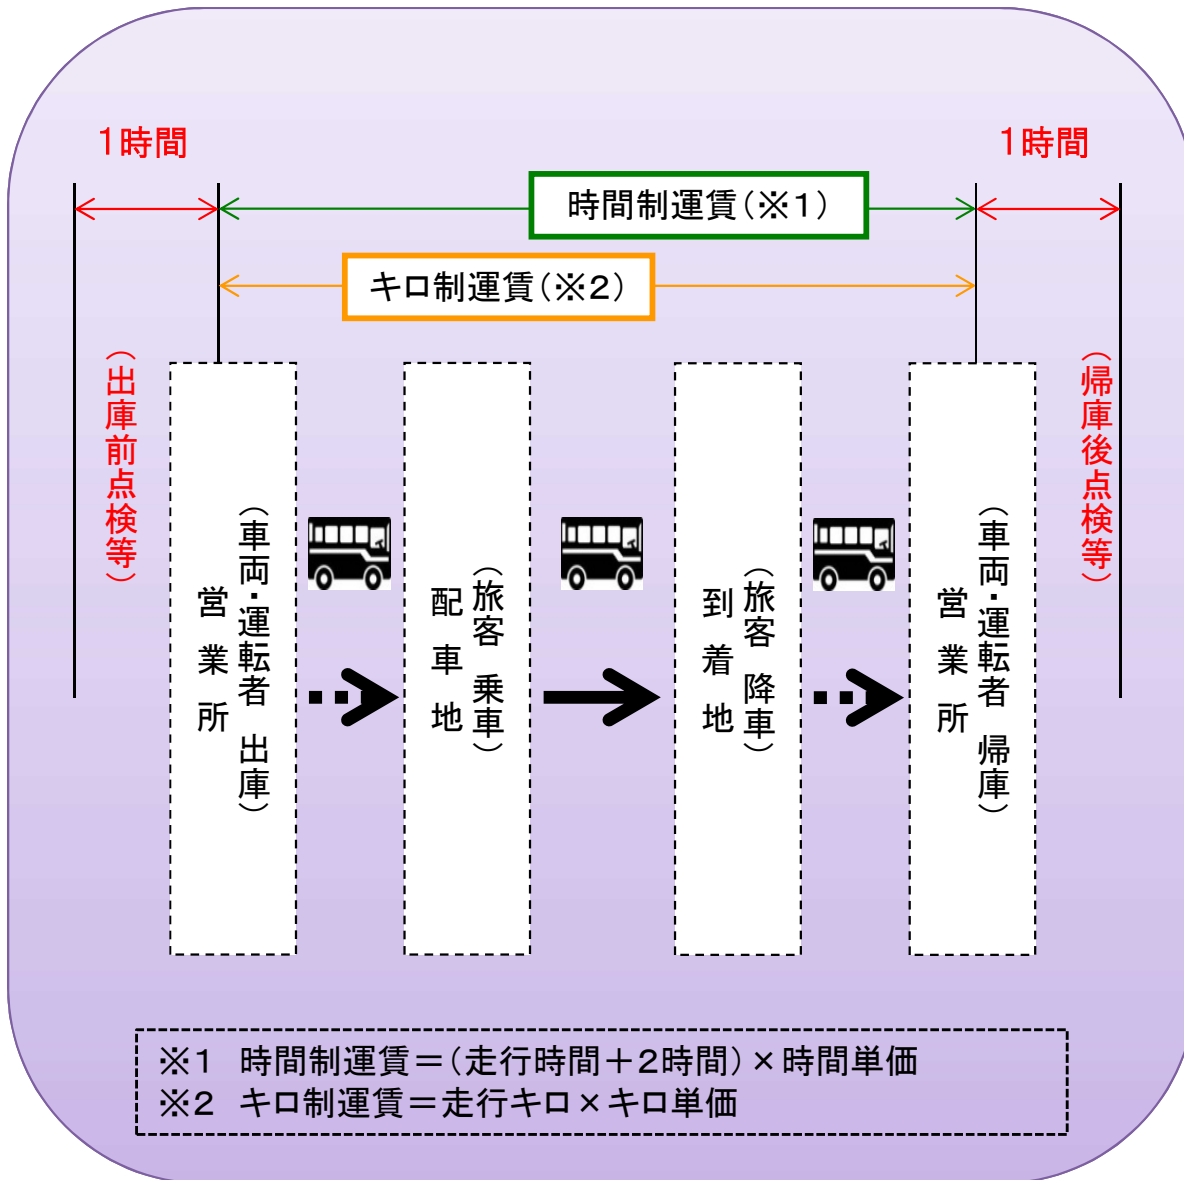 1時間
1時間
時間制運賃(※1)
キロ制運賃(※2)
(出庫前点検等)
営業所
(車両・運転者 出庫)
配車地
(旅客 乗車)
到着地
(旅客 降車)
営業所
(車両・運転者 帰庫)
(帰庫後点検等)
※1 時間制運賃=(走行時間+2時間)×時間単価
※2 キロ制運賃=走行キロ×キロ単価